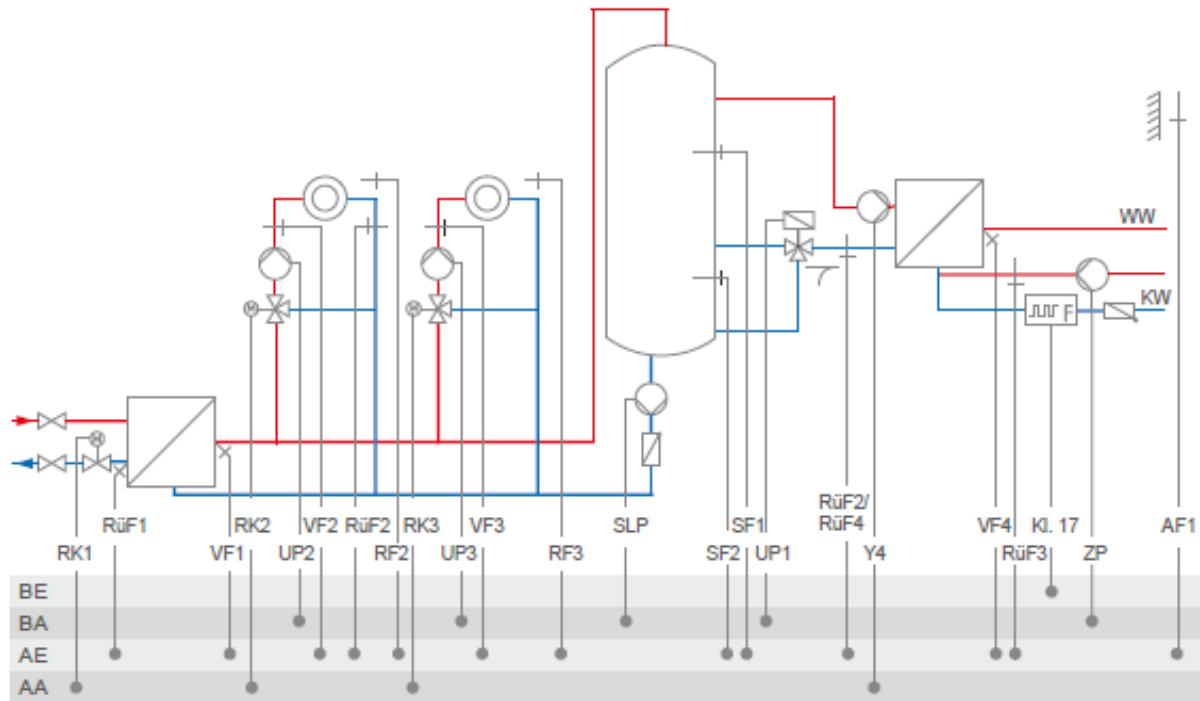 WW
KW
F
M
M
M
RüF2/
RüF4
RüF1 RK2 VF2 RüF2 RK3 VF3 SLP SF1 VF4 Kl. 17 AF1
RK1 VF1 UP2 RF2 UP3 RF3 SF2 UP1 Y4 RüF3 ZP
BE
BA
AE
AA